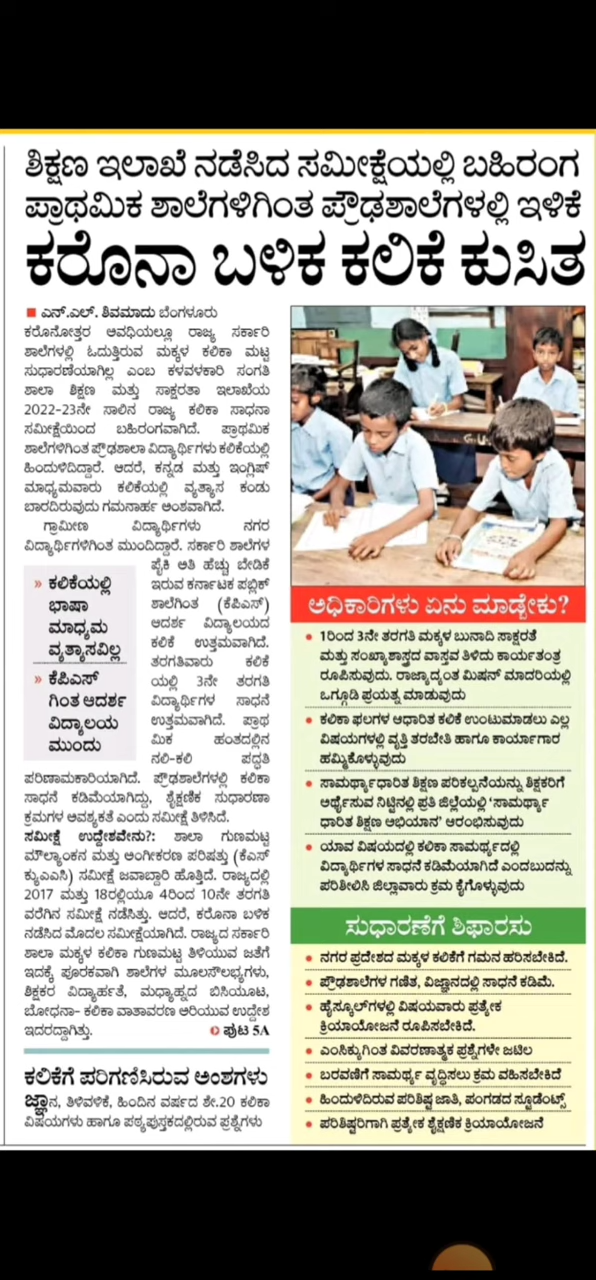 ಶಿಕ್ಷಣ ಇಲಾಖೆ ನಡೆಸಿದ ಸಮೀಕ್ಷೆಯಲ್ಲಿ ಬಹಿರಂಗ
ಪ್ರಾಥಮಿಕ ಶಾಲೆಗಳಿಗಿಂತ ಪ್ರೌಢಶಾಲೆಗಳಲ್ಲಿ ಇಳಿಕೆ
ಕರೊನಾ ಬಳಿಕ ಕಲಿಕೆ ಕುಸಿತ
ಎನ್.ಎಲ್. ಶಿವಮಾದು ಬೆಂಗಳೂರು
ಕರೊನೋತ್ತರ ಅವಧಿಯಲ್ಲೂ ರಾಜ್ಯ ಸರ್ಕಾರಿ
ಶಾಲೆಗಳಲ್ಲಿ ಓದುತ್ತಿರುವ ಮಕ್ಕಳ ಕಲಿಕಾ ಮಟ್ಟ
ಸುಧಾರಣೆಯಾಗಿಲ್ಲ ಎಂಬ ಕಳವಳಕಾರಿ ಸಂಗತಿ
ಶಾಲಾ ಶಿಕ್ಷಣ ಮತ್ತು ಸಾಕ್ಷರತಾ ಇಲಾಖೆಯ
2022-23ನೇ ಸಾಲಿನ ರಾಜ್ಯ ಕಲಿಕಾ ಸಾಧನಾ
ಸಮೀಕ್ಷೆಯಿಂದ ಬಹಿರಂಗವಾಗಿದೆ. ಪ್ರಾಥಮಿಕ
ಶಾಲೆಗಳಿಗಿಂತ ಪ್ರೌಢಶಾಲಾ ವಿದ್ಯಾರ್ಥಿಗಳು ಕಲಿಕೆಯಲ್ಲಿ
ಹಿಂದುಳಿದಿದ್ದಾರೆ. ಆದರೆ, ಕನ್ನಡ ಮತ್ತು ಇಂಗ್ಲಿಷ್
ಮಾಧ್ಯಮವಾರು ಕಲಿಕೆಯಲ್ಲಿ ವ್ಯತ್ಯಾಸ ಕಂಡು
ಬಾರದಿರುವುದು ಗಮನಾರ್ಹ ಅಂಶವಾಗಿದೆ.
ಗ್ರಾಮೀಣ ವಿದ್ಯಾರ್ಥಿಗಳು ನಗರ
ವಿದ್ಯಾರ್ಥಿಗಳಿಗಿಂತ ಮುಂದಿದ್ದಾರೆ. ಸರ್ಕಾರಿ ಶಾಲೆಗಳ
ಪೈಕಿ ಅತಿ ಹೆಚ್ಚು ಬೇಡಿಕೆ
ಇರುವ ಕರ್ನಾಟಕ ಪಬ್ಲಿಕ್
ಶಾಲೆಗಿಂತ (ಕೆಪಿಎಸ್)
ಆದರ್ಶ ವಿದ್ಯಾಲಯದ
ಕಲಿಕೆ ಉತ್ತಮವಾಗಿದೆ.
ತರಗತಿವಾರು ಕಲಿಕೆ
ಯಲ್ಲಿ 3ನೇ ತರಗತಿ
ವಿದ್ಯಾರ್ಥಿಗಳ ಸಾಧನೆ
ಉತ್ತಮವಾಗಿದೆ. ಪ್ರಾಥ
ಮಿಕ ಹಂತದಲ್ಲಿನ
ನಲಿ-ಕಲಿ ಪದ್ಧತಿ
ಪರಿಣಾಮಕಾರಿಯಾಗಿದೆ. ಪ್ರೌಢಶಾಲೆಗಳಲ್ಲಿ ಕಲಿಕಾ
ಸಾಧನೆ ಕಡಿಮೆಯಾಗಿದ್ದು, ಶೈಕ್ಷಣಿಕ ಸುಧಾರಣಾ
ಕ್ರಮಗಳ ಅವಶ್ಯಕತೆ ಎಂದು ಸಮೀಕ್ಷೆ ತಿಳಿಸಿದೆ.
» ಕಲಿಕೆಯಲ್ಲಿ
ಭಾಷಾ
ಮಾಧ್ಯಮ
ವ್ಯತ್ಯಾಸವಿಲ್ಲ
» ಕೆಪಿಎಸ್
ಗಿಂತ ಆದರ್ಶ
ವಿದ್ಯಾಲಯ
ಮುಂದು
ಸಮೀಕ್ಷೆ ಉದ್ದೇಶವೇನು?: ಶಾಲಾ ಗುಣಮಟ್ಟ
ಮೌಲ್ಯಾಂಕನ ಮತ್ತು ಅಂಗೀಕರಣ ಪರಿಷತ್ತು (ಕೆಎಸ್
ಕ್ಯುಎಎಸಿ) ಸಮೀಕ್ಷೆ ಜವಾಬ್ದಾರಿ ಹೊತ್ತಿದೆ. ರಾಜ್ಯದಲ್ಲಿ
2017 ಮತ್ತು 18ರಲ್ಲಿಯೂ 4ರಿಂದ 10ನೇ ತರಗತಿ
ವರೆಗಿನ ಸಮೀಕ್ಷೆ ನಡೆಸಿತ್ತು. ಆದರೆ, ಕರೊನಾ ಬಳಿಕ
ನಡೆಸಿದ ಮೊದಲ ಸಮೀಕ್ಷೆಯಾಗಿದೆ. ರಾಜ್ಯದ ಸರ್ಕಾರಿ
ಶಾಲಾ ಮಕ್ಕಳ ಕಲಿಕಾ ಗುಣಮಟ್ಟ ತಿಳಿಯುವ ಜತೆಗೆ
ಇದಕ್ಕೆ ಪೂರಕವಾಗಿ ಶಾಲೆಗಳ ಮೂಲಸೌಲಭ್ಯಗಳು,
ಶಿಕ್ಷಕರ ವಿದ್ಯಾರ್ಹತೆ, ಮಧ್ಯಾಹ್ನದ ಬಿಸಿಯೂಟ,
ಬೋಧನಾ- ಕಲಿಕಾ ವಾತಾವರಣ ಅರಿಯುವ ಉದ್ದೇಶ
ಇದರದ್ದಾಗಿತ್ತು. ಪುಟ 5A
ಕಲಿಕೆಗೆ ಪರಿಗಣಿಸಿರುವ ಅಂಶಗಳು
ಜ್ಞಾನ, ತಿಳಿವಳಿಕೆ, ಹಿಂದಿನ ವರ್ಷದ ಶೇ.20 ಕಲಿಕಾ
ವಿಷಯಗಳು ಹಾಗೂ ಪಠ್ಯಪುಸ್ತಕದಲ್ಲಿರುವ ಪ್ರಶ್ನೆಗಳು
ಅಧಿಕಾರಿಗಳು ಏನು ಮಾಡ್ಬೇಕು?
• 1ರಿಂದ 3ನೇ ತರಗತಿ ಮಕ್ಕಳ ಬುನಾದಿ ಸಾಕ್ಷರತೆ
ಮತ್ತು ಸಂಖ್ಯಾಶಾಸ್ತ್ರದ ವಾಸ್ತವ ತಿಳಿದು ಕಾರ್ಯತಂತ್ರ
ರೂಪಿಸುವುದು. ರಾಜ್ಯಾದ್ಯಂತ ಮಿಷನ್ ಮಾದರಿಯಲ್ಲಿ
ಒಗ್ಗೂಡಿ ಪ್ರಯತ್ನ ಮಾಡುವುದು
• ಕಲಿಕಾ ಫಲಗಳ ಆಧಾರಿತ ಕಲಿಕೆ ಉಂಟುಮಾಡಲು ಎಲ್ಲ
ವಿಷಯಗಳಲ್ಲಿ ವೃತ್ತಿ ತರಬೇತಿ ಹಾಗೂ ಕಾರ್ಯಾಗಾರ
ಹಮ್ಮಿಕೊಳ್ಳುವುದು
• ಸಾಮರ್ಥ್ಯಾಧಾರಿತ ಶಿಕ್ಷಣ ಪರಿಕಲ್ಪನೆಯನ್ನು ಶಿಕ್ಷಕರಿಗೆ
ಅರ್ಥೈಸುವ ನಿಟ್ಟಿನಲ್ಲಿ ಪ್ರತಿ ಜಿಲ್ಲೆಯಲ್ಲಿ 'ಸಾಮರ್ಥ್ಯಾ
ಧಾರಿತ ಶಿಕ್ಷಣ ಅಭಿಯಾನ' ಆರಂಭಿಸುವುದು
• ಯಾವ ವಿಷಯದಲ್ಲಿ ಕಲಿಕಾ ಸಾಮರ್ಥ್ಯದಲ್ಲಿ
ವಿದ್ಯಾರ್ಥಿಗಳ ಸಾಧನೆ ಕಡಿಮೆಯಾಗಿದೆ ಎಂದಬುದನ್ನು
ಪರಿಶೀಲಿಸಿ ಜಿಲ್ಲಾವಾರು ಕ್ರಮ ಕೈಗೊಳ್ಳುವುದು
ಸುಧಾರಣೆಗೆ ಶಿಫಾರಸು
• ನಗರ ಪ್ರದೇಶದ ಮಕ್ಕಳ ಕಲಿಕೆಗೆ ಗಮನ ಹರಿಸಬೇಕಿದೆ.
• ಪ್ರೌಢಶಾಲೆಗಳ ಗಣಿತ, ವಿಜ್ಞಾನದಲ್ಲಿ ಸಾಧನೆ ಕಡಿಮೆ.
• ಹೈಸ್ಕೂಲ್‌ಗಳಲ್ಲಿ ವಿಷಯವಾರು ಪ್ರತ್ಯೇಕ
ಕ್ರಿಯಾಯೋಜನೆ ರೂಪಿಸಬೇಕಿದೆ.
• ಎಂಸಿಕ್ಯುಗಿಂತ ವಿವರಣಾತ್ಮಕ ಪ್ರಶ್ನೆಗಳೇ ಜಟಿಲ
• ಬರವಣಿಗೆ ಸಾಮರ್ಥ್ಯ ವೃದ್ಧಿಸಲು ಕ್ರಮ ವಹಿಸಬೇಕಿದೆ
• ಹಿಂದುಳಿದಿರುವ ಪರಿಶಿಷ್ಟ ಜಾತಿ, ಪಂಗಡದ ಸ್ಟೂಡೆಂಟ್ಸ್
• ಪರಿಶಿಷ್ಟರಿಗಾಗಿ ಪ್ರತ್ಯೇಕ ಶೈಕ್ಷಣಿಕ ಕ್ರಿಯಾಯೋಜನೆ